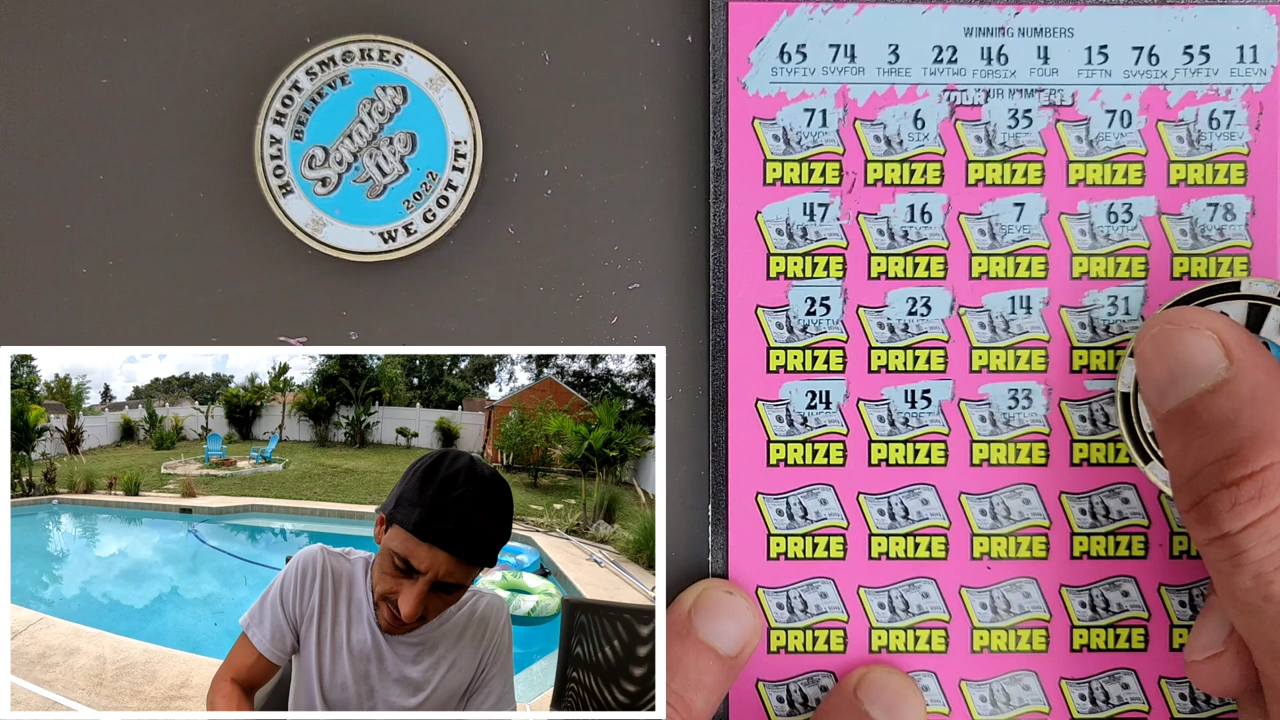 HOLY HOT SMOKES
BELIEVE
Scratch
Life
2022
WE GOT IT!
WINNING NUMBERS
65 74 3 22 46 4 15 76 55 11
STYFIV SVYFOR THREE TWYTWO FORSIX FOUR FIFTN SVYSIX FTYFIV ELEVN
YOUR NUMBERS
71 6 35 70 67
SIX STYSEV
PRIZE PRIZE PRIZE PRIZE PRIZE
47 16 7 63 78
PRIZE PRIZE PRIZE PRIZE PRIZE
25 23 14 31
PRIZE PRIZE PRIZE
24 45 33
PRIZE PRIZE PRIZE
PRIZE PRIZE PRIZE PRIZE
PRIZE PRIZE PRIZE PRIZE